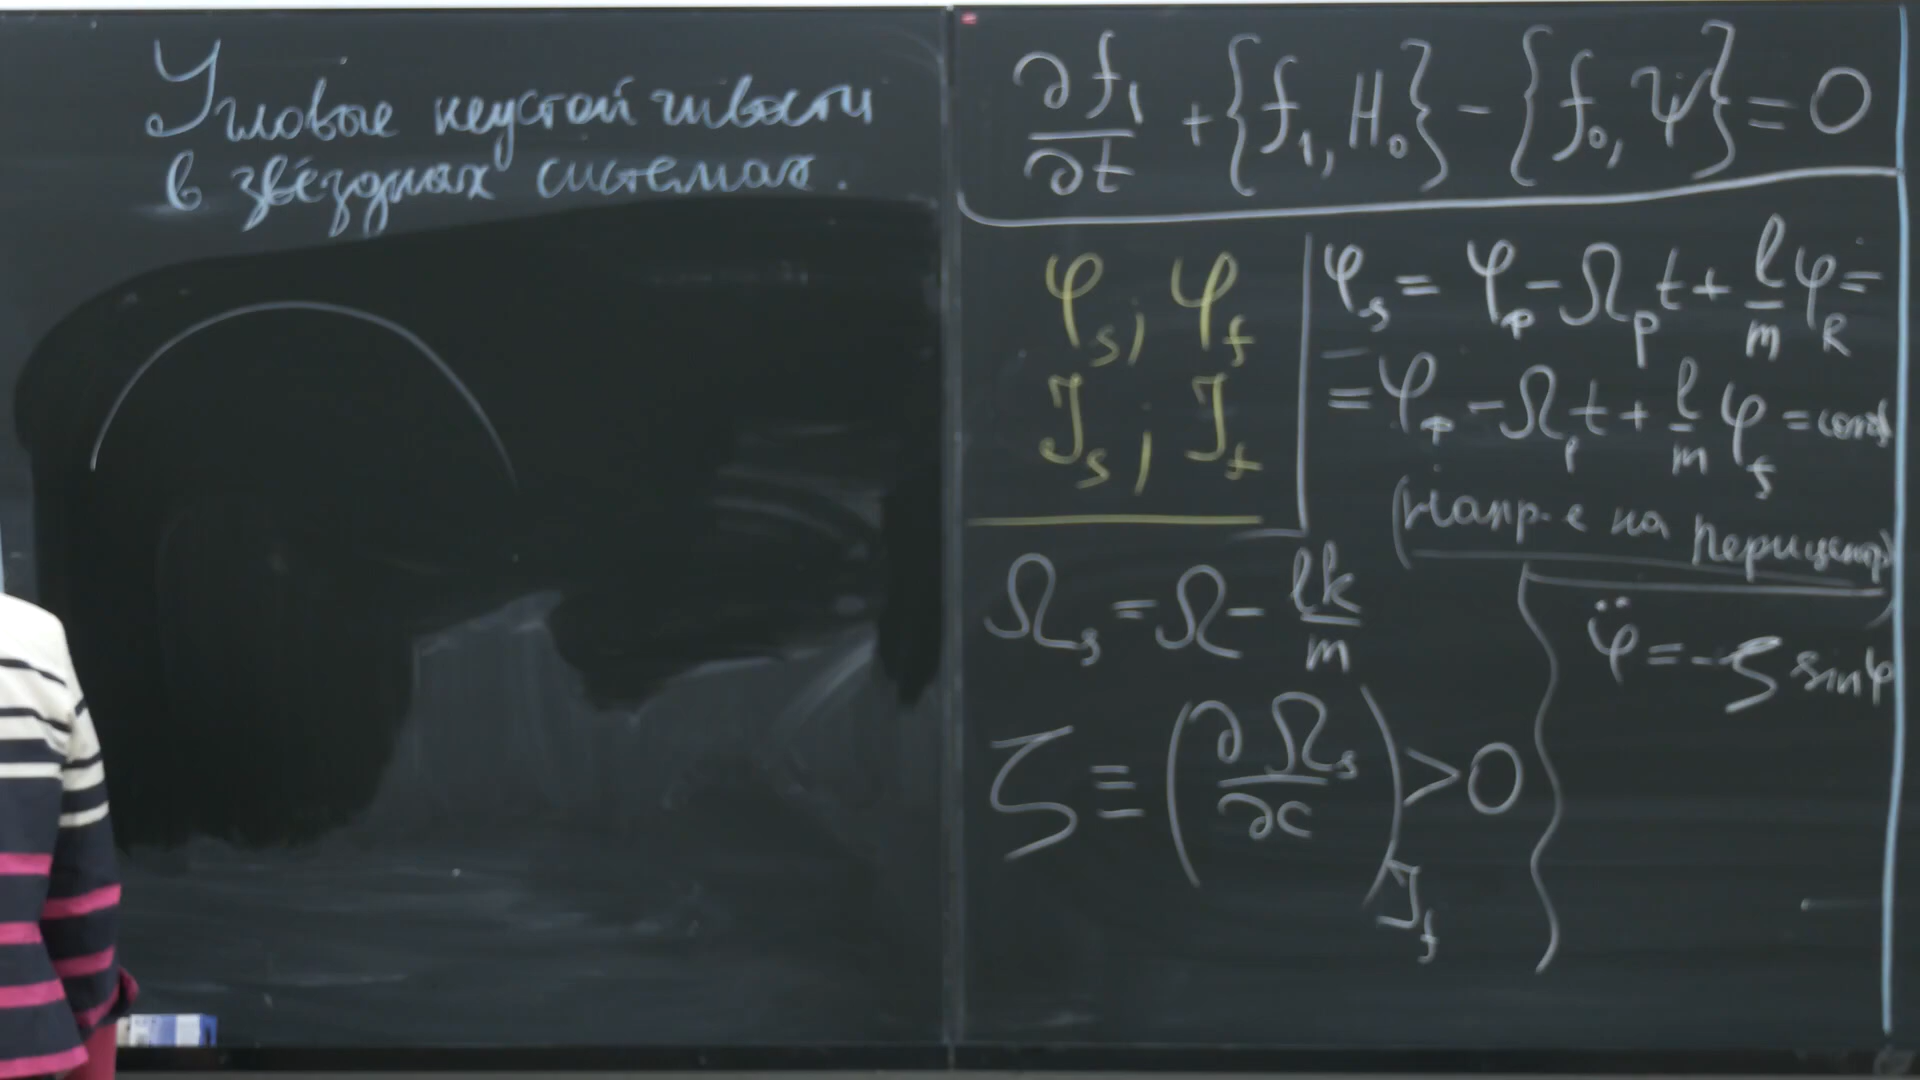 Угловые неустойчивости
в звёздных системах.
∂f₁/∂t + {f₁, H₀} − {f₀, Ψ} = 0
φ_s, φ_f
J_s, J_f
φ_s = φ_p − Ω_p t + l/m φ_R =
= φ_p − Ω_p t + l/m φ_f = const
(Напр-е на перицентр)
Ω_s = Ω − lk/m
ζ ≡ (∂Ω_s/∂c)_{J_f} > 0
φ̈ = −ζ sin φ